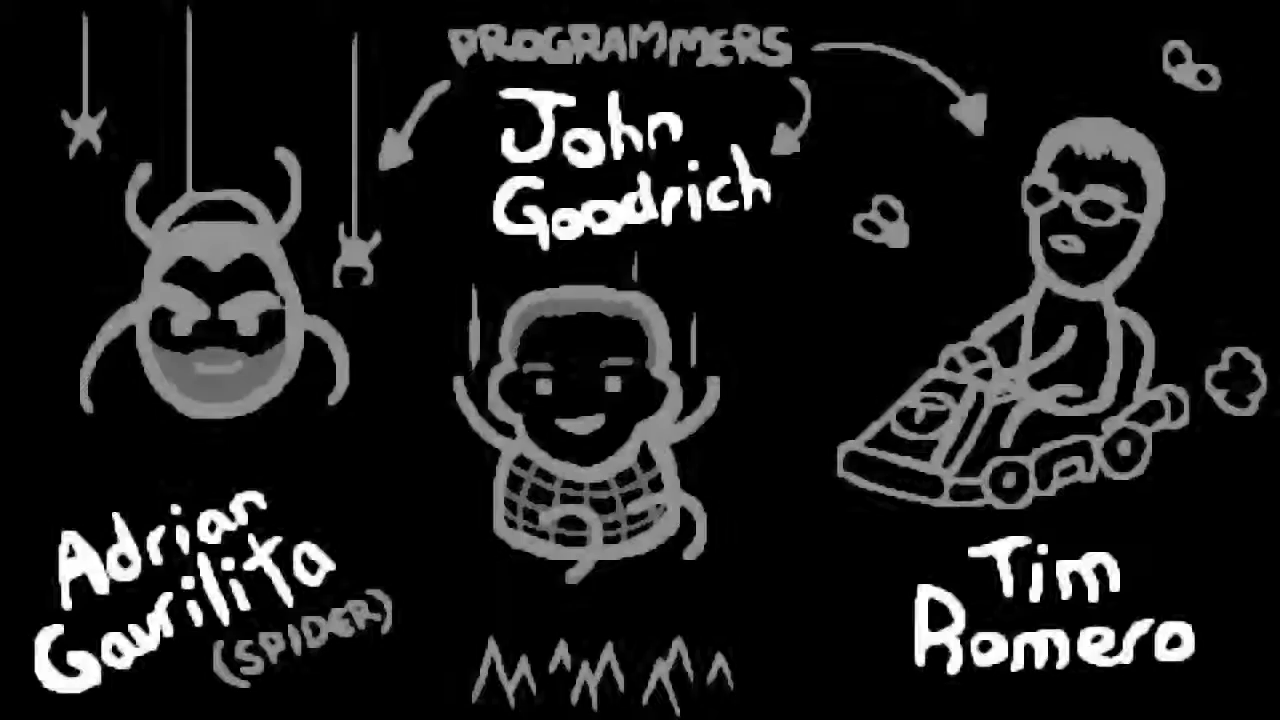 PROGRAMMERS
John
Goodrich
Adrian
Gavrilita
(SPIDER)
Tim
Romero